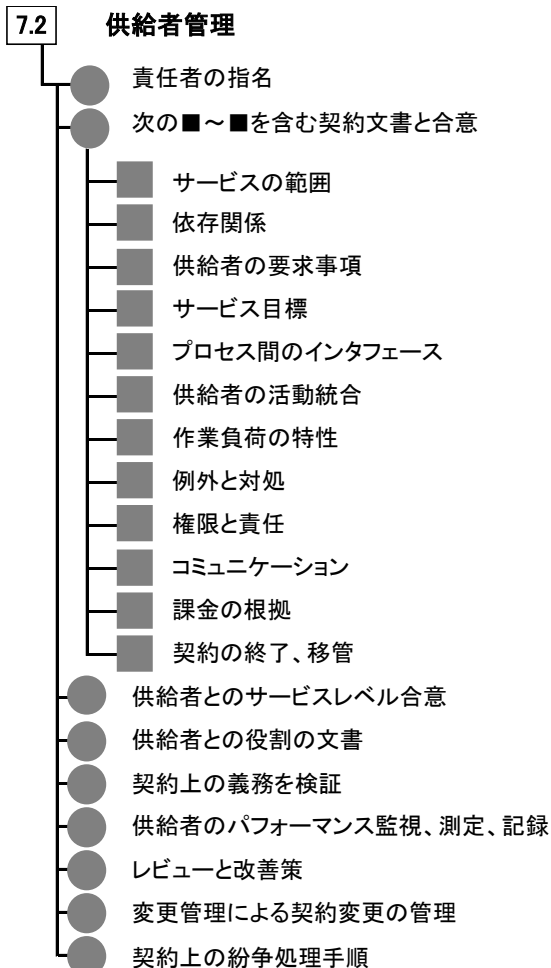 7.2 供給者管理
責任者の指名
次の■~■を含む契約文書と合意
サービスの範囲
依存関係
供給者の要求事項
サービス目標
プロセス間のインタフェース
供給者の活動統合
作業負荷の特性
例外と対処
権限と責任
コミュニケーション
課金の根拠
契約の終了、移管
供給者とのサービスレベル合意
供給者との役割の文書
契約上の義務を検証
供給者のパフォーマンス監視、測定、記録
レビューと改善策
変更管理による契約変更の管理
契約上の紛争処理手順